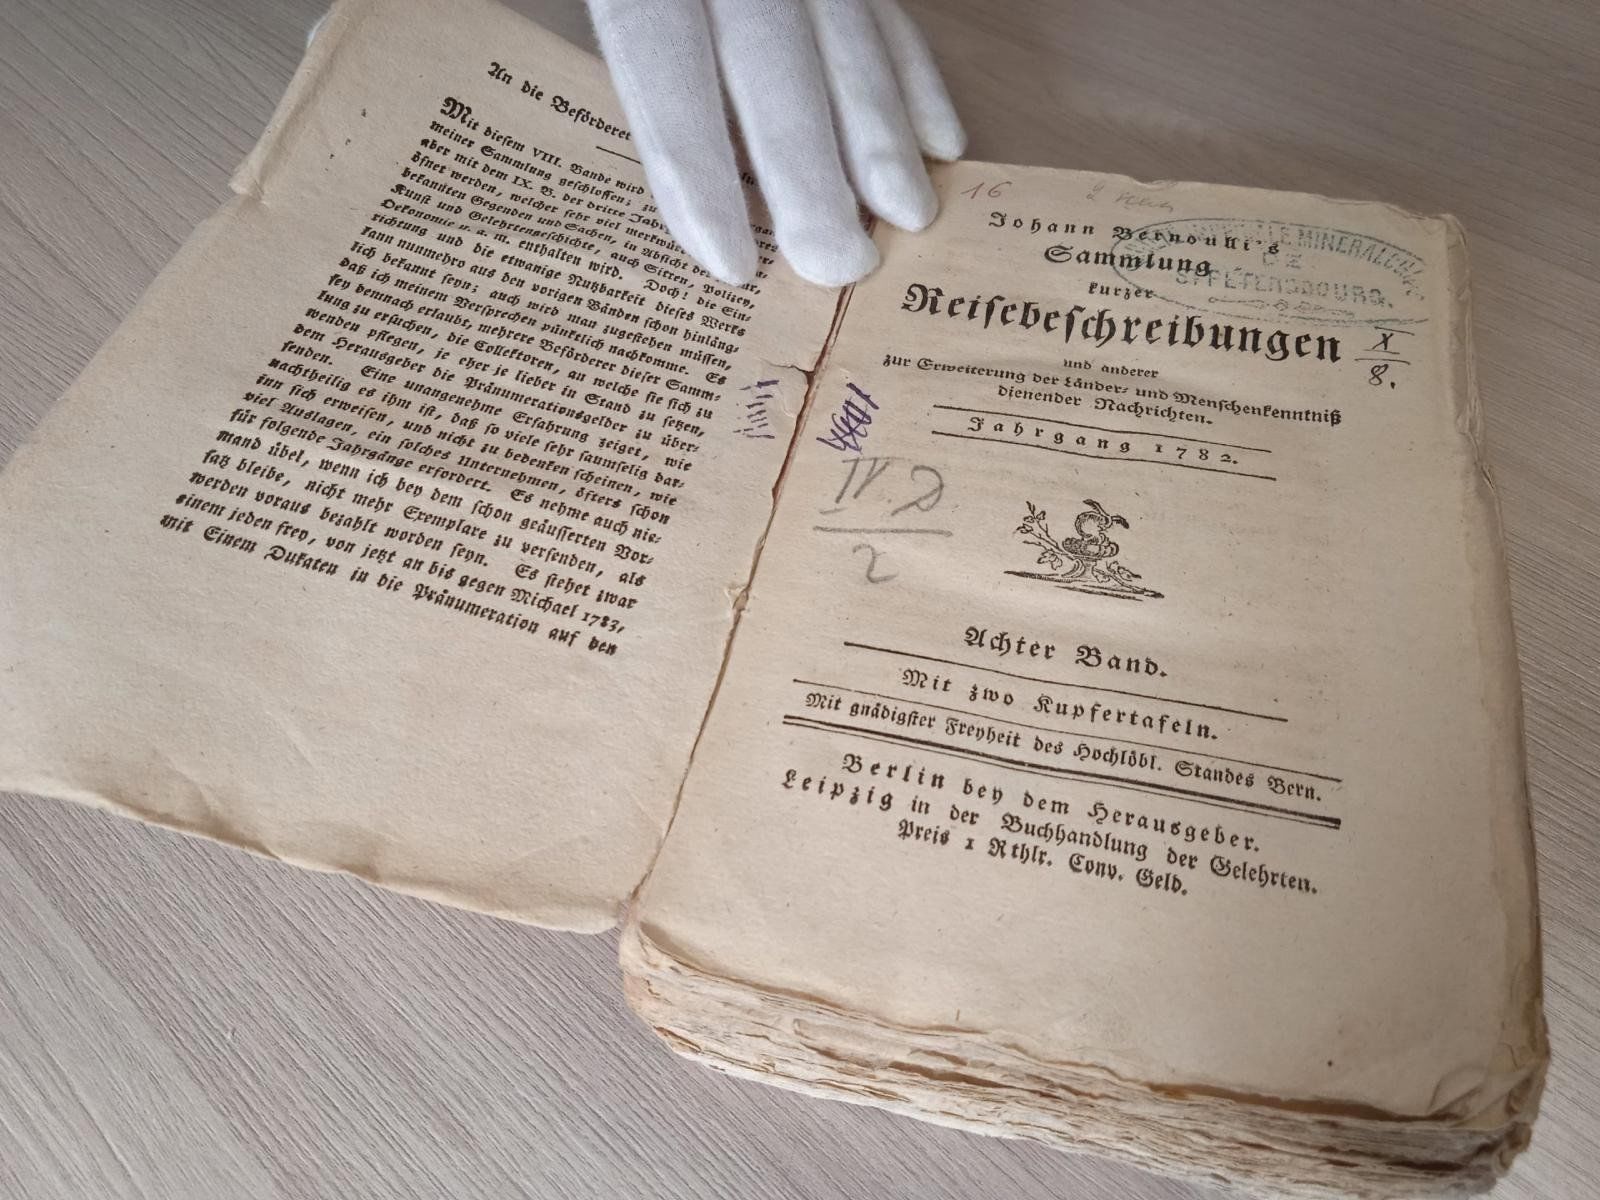 An die Beförderer
Mit diesem VIII. Bande wird
meiner Sammlung geschlossen; zu
aber mit dem IX. B. der dritte Jahr
öfnet werden, welcher sehr viel merkwür
bekannten Gegenden und Sachen, in Absicht der
Kunst und Gelehrtengeschichte, auch Sitten, Polizey,
Oekonomie u. a. m. enthalten wird. Doch! die Ein-
richtung und die etwanige Nutzbarkeit dieses Werks
kann nunmehro aus den vorigen Bänden schon hinläng-
lich bekannt seyn; auch wird man zugestehen müssen,
daß ich meinem Versprechen pünktlich nachkomme. Es
sey demnach erlaubt, mehrere Beförderer dieser Samm-
lung zu ersuchen, die Collektoren, an welche sie sich zu
wenden pflegen, je eher je lieber in Stand zu setzen,
dem Herausgeber die Pränumerationsgelder zu über-
senden. Eine unangenehme Erfahrung zeiget, wie
nachtheilig es ihm ist, daß so viele sehr saumselig dar-
inn sich erweisen, und nicht zu bedenken scheinen, wie
viel Auslagen, ein solches Unternehmen, öfters schon
für folgende Jahrgänge erfordert. Es nehme auch nie-
mand übel, wenn ich bey dem schon geäusserten Vor-
satz bleibe, nicht mehr Exemplare zu versenden, als
werden voraus bezahlt worden seyn. Es stehet zwar
einem jeden frey, von jetzt an bis gegen Michael 1783,
mit Einem Dukaten in die Pränumeration auf den
16
Johann Bernoulli's
Sammlung
kurzer
Reisebeschreibungen
und anderer
zur Erweiterung der Länder- und Menschenkenntniß
dienender Nachrichten.
Jahrgang 1782.
MINERALOG
ST PETERSBOURG.
X
8.
VI
2
Achter Band.
Mit zwo Kupfertafeln.
Mit gnädigster Freyheit des Hochlöbl. Standes Bern.
Berlin bey dem Herausgeber.
Leipzig in der Buchhandlung der Gelehrten.
Preis 1 Rthlr. Conv. Geld.